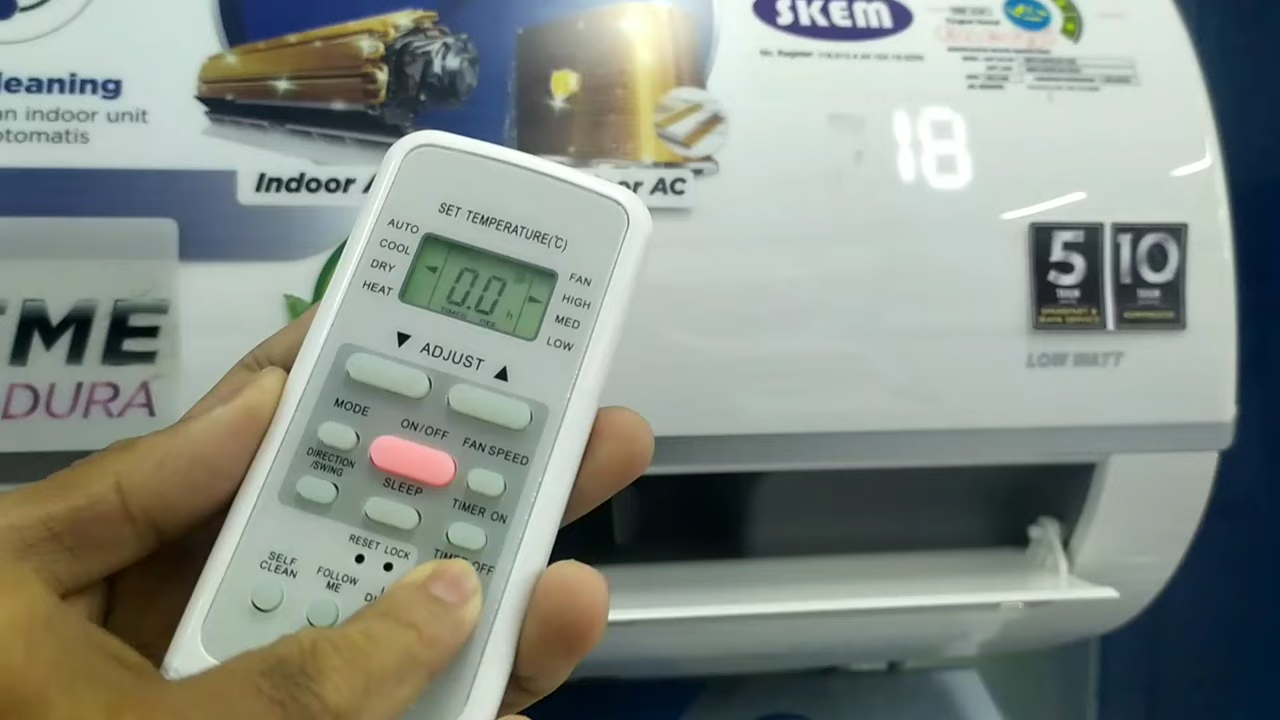 leaning
an indoor unit
otomatis
SKEM
18
Indoor
or AC
5
10
LOW WATT
ME
DURA
SET TEMPERATURE(°C)
AUTO
COOL
DRY
HEAT
0.0 h
FAN
HIGH
MED
LOW
▼ ADJUST ▲
MODE
ON/OFF
FAN SPEED
DIRECTION
/SWING
SLEEP
TIMER ON
RESET LOCK
TIMER OFF
SELF
CLEAN
FOLLOW
ME